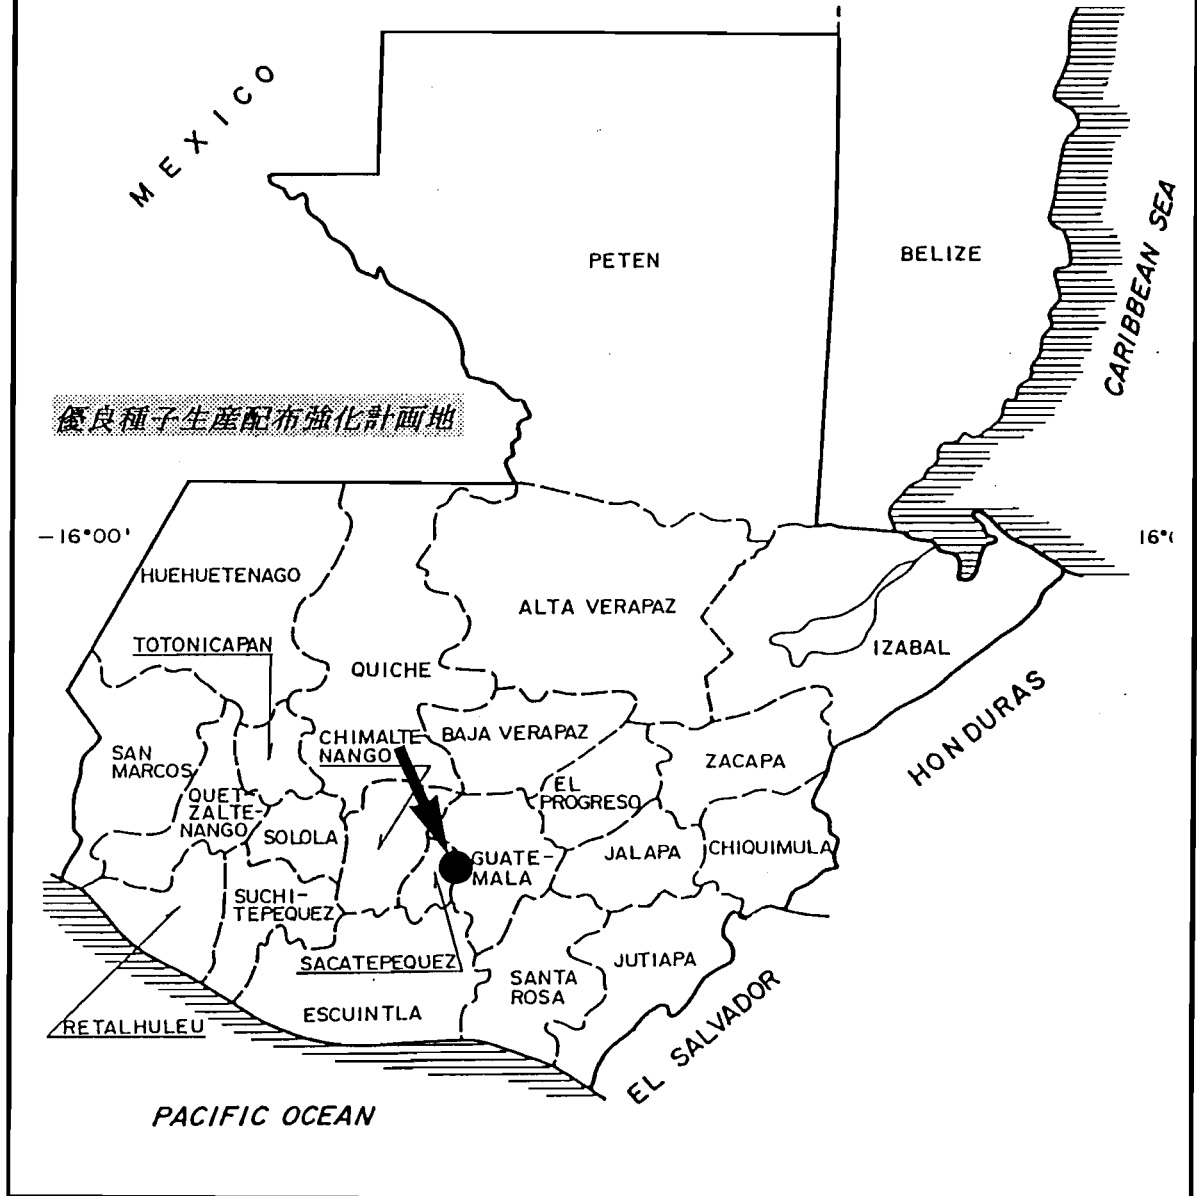 MEXICO
PETEN
BELIZE
CARIBBEAN SEA
優良種子生産配布強化計画地
-16°00'
HUEHUETENAGO
ALTA VERAPAZ
TOTONICAPAN
IZABAL
QUICHE
HONDURAS
CHIMALTE
NANGO
BAJA VERAPAZ
SAN
MARCOS
ZACAPA
QUET-
ZALTE-
NANGO
EL
PROGRESO
SOLOLA
GUATE-
MALA
JALAPA
CHIQUIMULA
SUCHI-
TEPEQUEZ
SACATEPEQUEZ
SANTA
ROSA
JUTIAPA
ESCUINTLA
RETALHULEU
EL SALVADOR
PACIFIC OCEAN